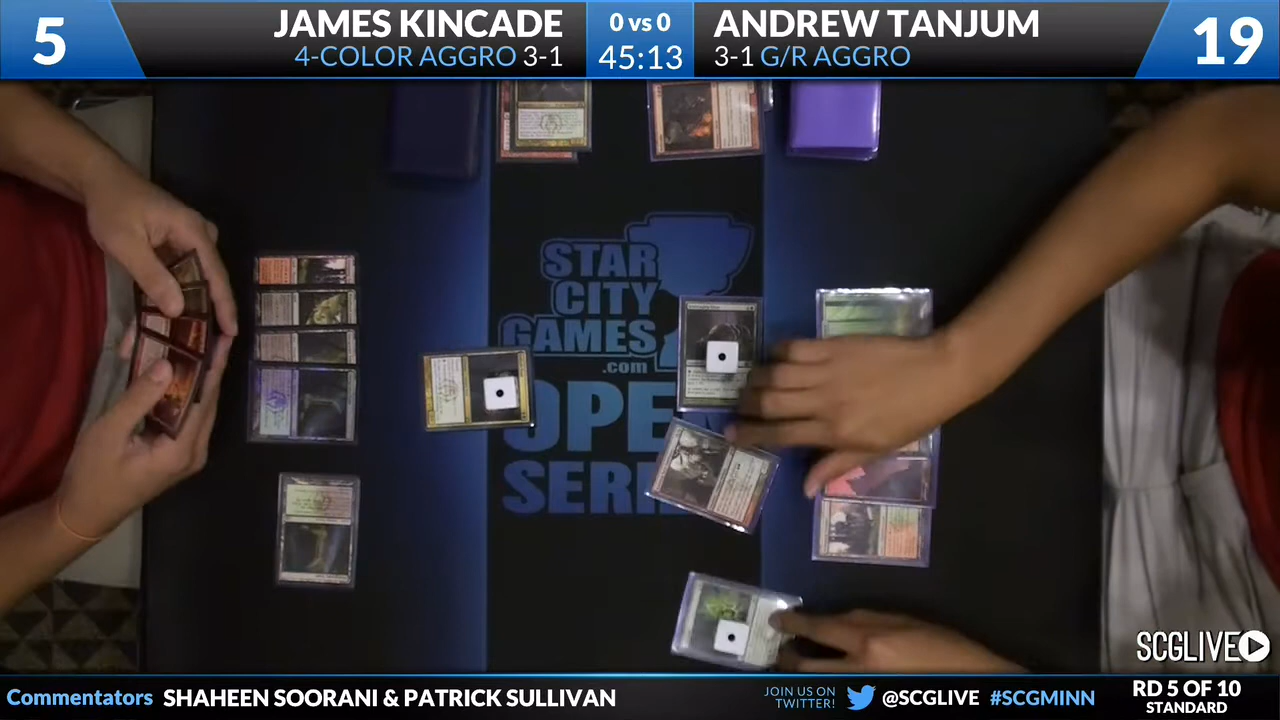 5
JAMES KINCADE
4-COLOR AGGRO 3-1
0 vs 0
45:13
ANDREW TANJUM
3-1 G/R AGGRO
19
STAR
CITY
GAMES
.com
OPE
SERI
SCGLIVE
Commentators SHAHEEN SOORANI & PATRICK SULLIVAN
JOIN US ON
TWITTER!
@SCGLIVE #SCGMINN
RD 5 OF 10
STANDARD